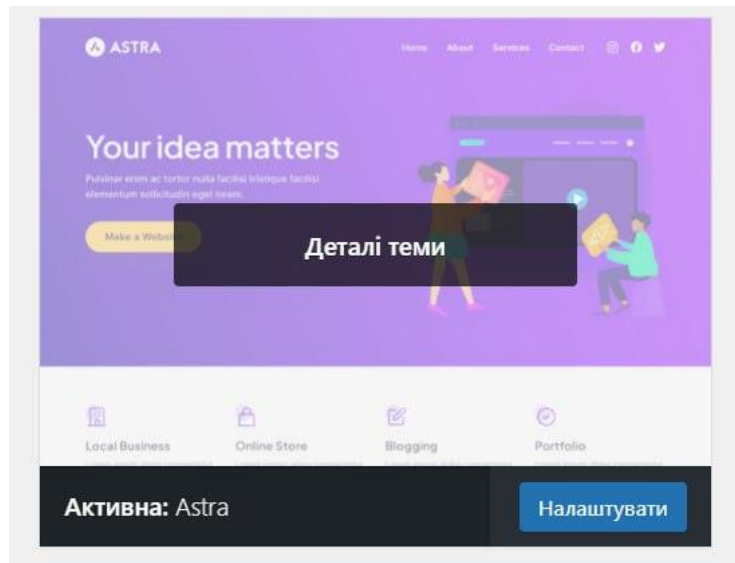 ASTRA
Home About Services Contact
Your idea matters
Pulvinar enim ac tortor nulla facilisi tristique facilisi
elementum sollicitudin eget lorem.
Make a Website
Деталі теми
Local Business Online Store Blogging Portfolio
Активна: Astra
Налаштувати